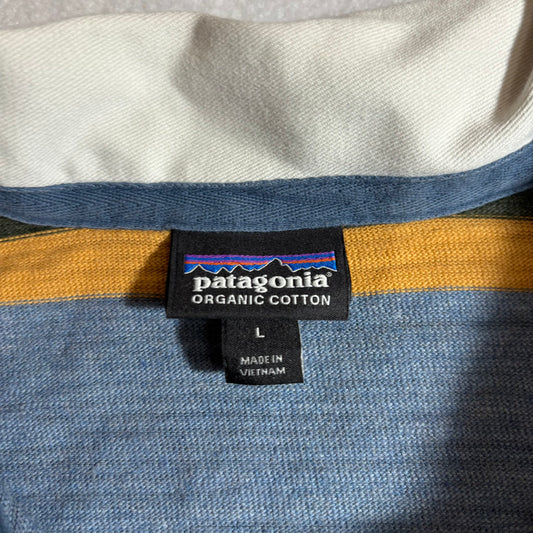 patagonia®
ORGANIC COTTON
L
MADE IN
VIETNAM